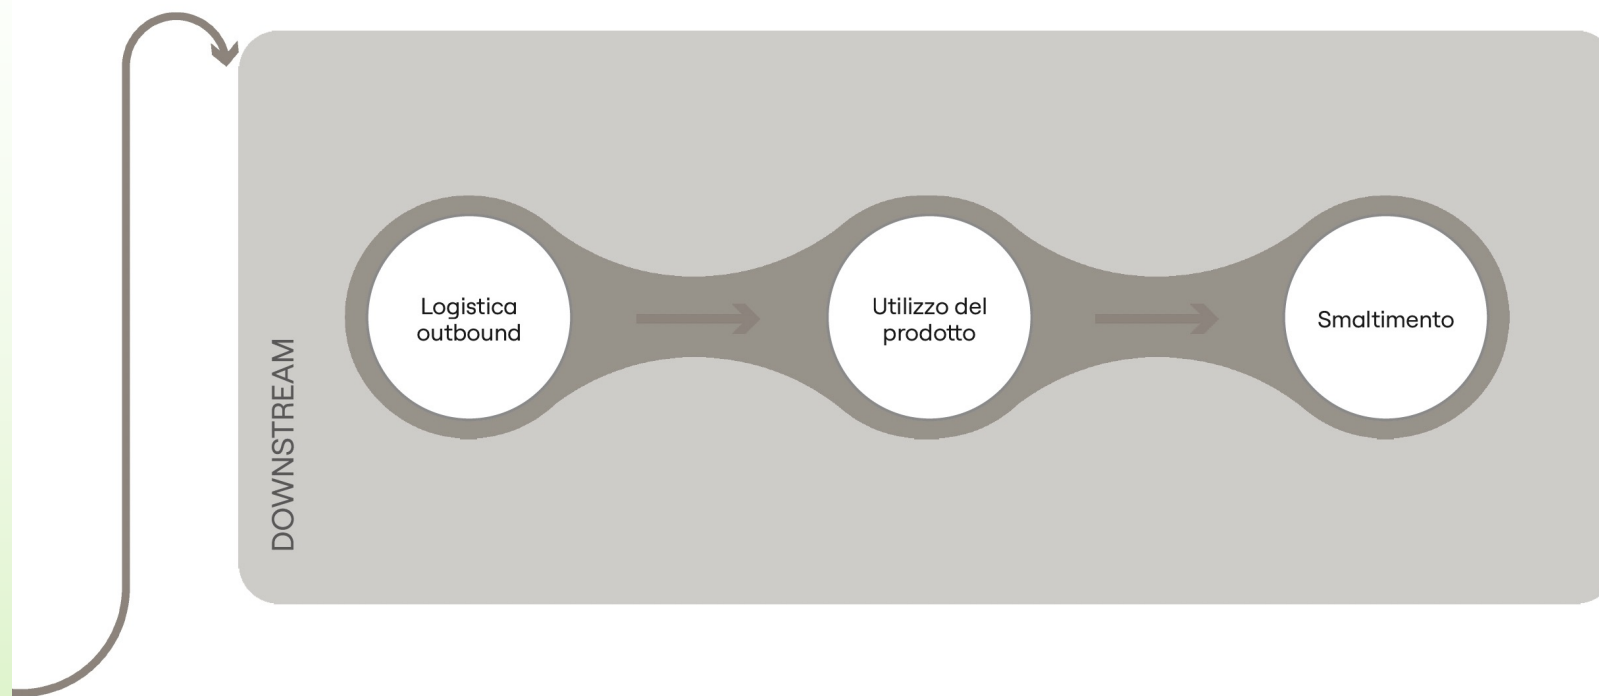 DOWNSTREAM
Logistica
outbound
Utilizzo del
prodotto
Smaltimento